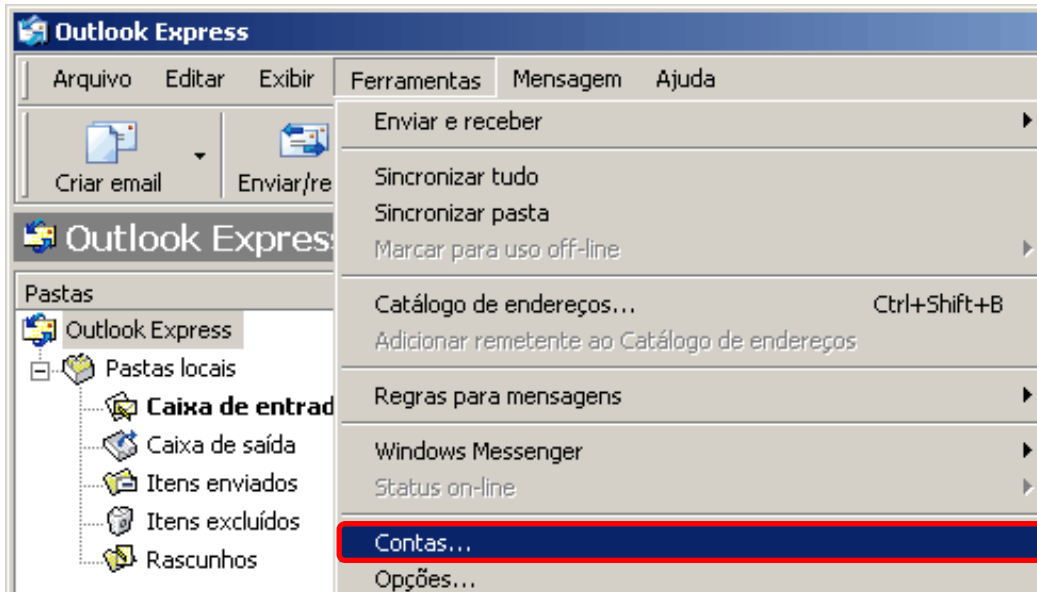 Outlook Express
Arquivo Editar Exibir Ferramentas Mensagem Ajuda
Criar email Enviar/re
Outlook Express
Pastas
Outlook Express
Pastas locais
Caixa de entrad
Caixa de saída
Itens enviados
Itens excluídos
Rascunhos
Enviar e receber
Sincronizar tudo
Sincronizar pasta
Marcar para uso off-line
Catálogo de endereços... Ctrl+Shift+B
Adicionar remetente ao Catálogo de endereços
Regras para mensagens
Windows Messenger
Status on-line
Contas...
Opções...